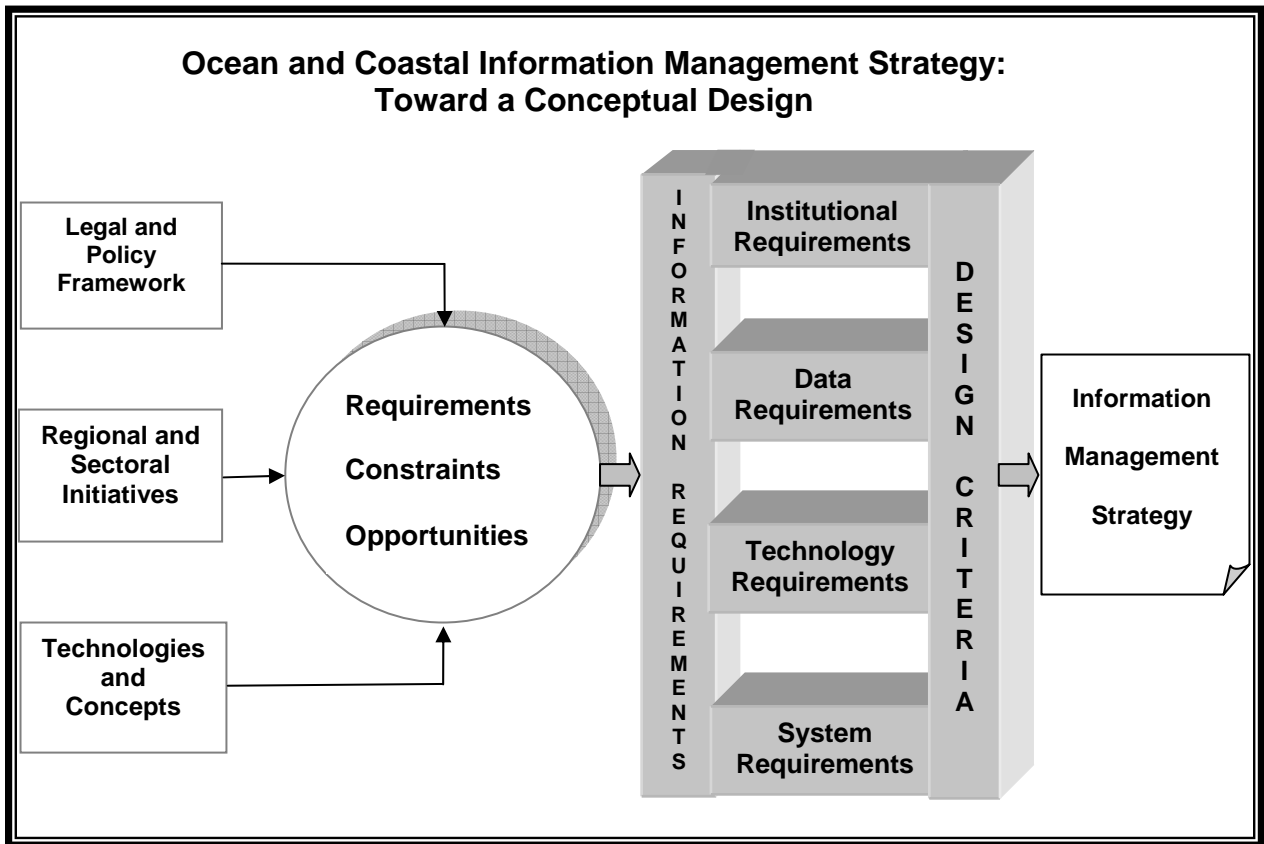 Ocean and Coastal Information Management Strategy:
Toward a Conceptual Design
Legal and
Policy
Framework
Regional and
Sectoral
Initiatives
Technologies
and
Concepts
Requirements
Constraints
Opportunities
INFORMATION REQUIREMENTS
Institutional
Requirements
Data
Requirements
Technology
Requirements
System
Requirements
DESIGN CRITERIA
Information
Management
Strategy